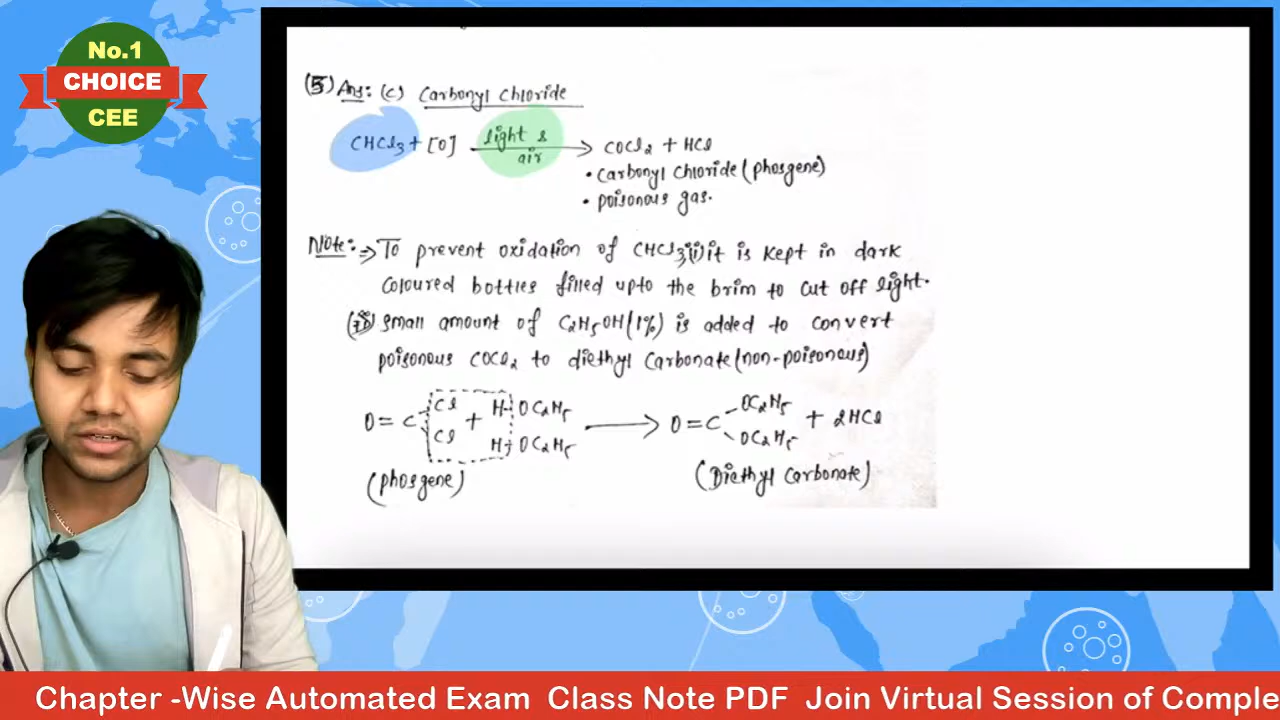 No.1
CHOICE
CEE
(5) Ans: (c) Carbonyl Chloride
CHCl₃ + [O] light & air → COCl₂ + HCl
• Carbonyl Chloride (phosgene)
• poisonous gas.
Note: ⇒ To prevent oxidation of CHCl₃ (i) it is kept in dark
coloured bottles filled upto the brim to cut off light.
(ii) small amount of C₂H₅OH (1%) is added to convert
poisonous COCl₂ to diethyl Carbonate (non-poisonous)
Cl H- OC₂H₅ OC₂H₅
O = C + → O = C + 2HCl
Cl H- OC₂H₅ OC₂H₅
(phosgene) (Diethyl Carbonate)
Chapter -Wise Automated Exam Class Note PDF Join Virtual Session of Comple